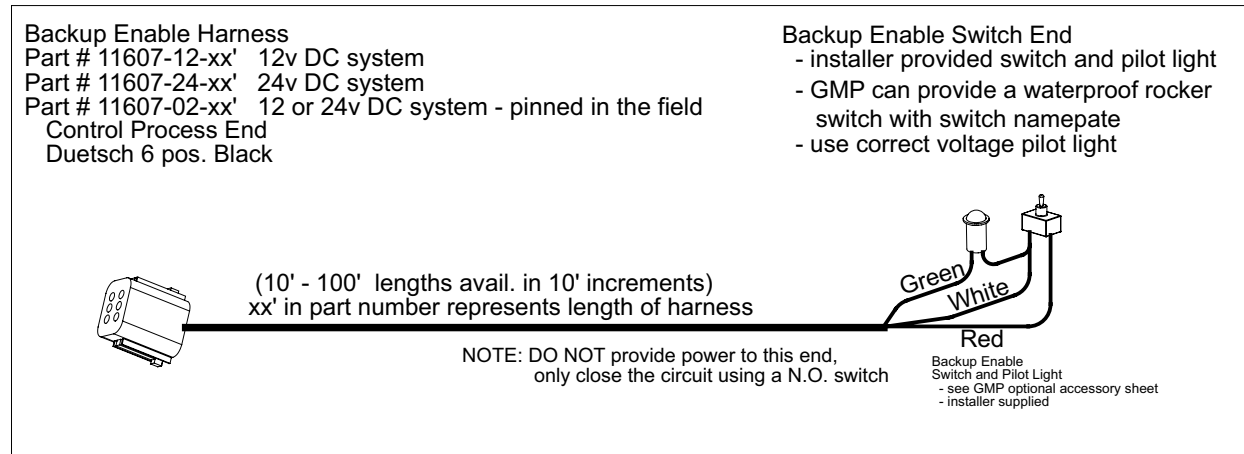 Backup Enable Harness
Part # 11607-12-xx'   12v DC system
Part # 11607-24-xx'   24v DC system
Part # 11607-02-xx'   12 or 24v DC system - pinned in the field
Control Process End
Duetsch 6 pos. Black
Backup Enable Switch End
- installer provided switch and pilot light
- GMP can provide a waterproof rocker
switch with switch namepate
- use correct voltage pilot light
(10' - 100'  lengths avail. in 10' increments)
xx' in part number represents length of harness
Green
White
Red
NOTE: DO NOT provide power to this end,
only close the circuit using a N.O. switch
Backup Enable
Switch and Pilot Light
- see GMP optional accessory sheet
- installer supplied